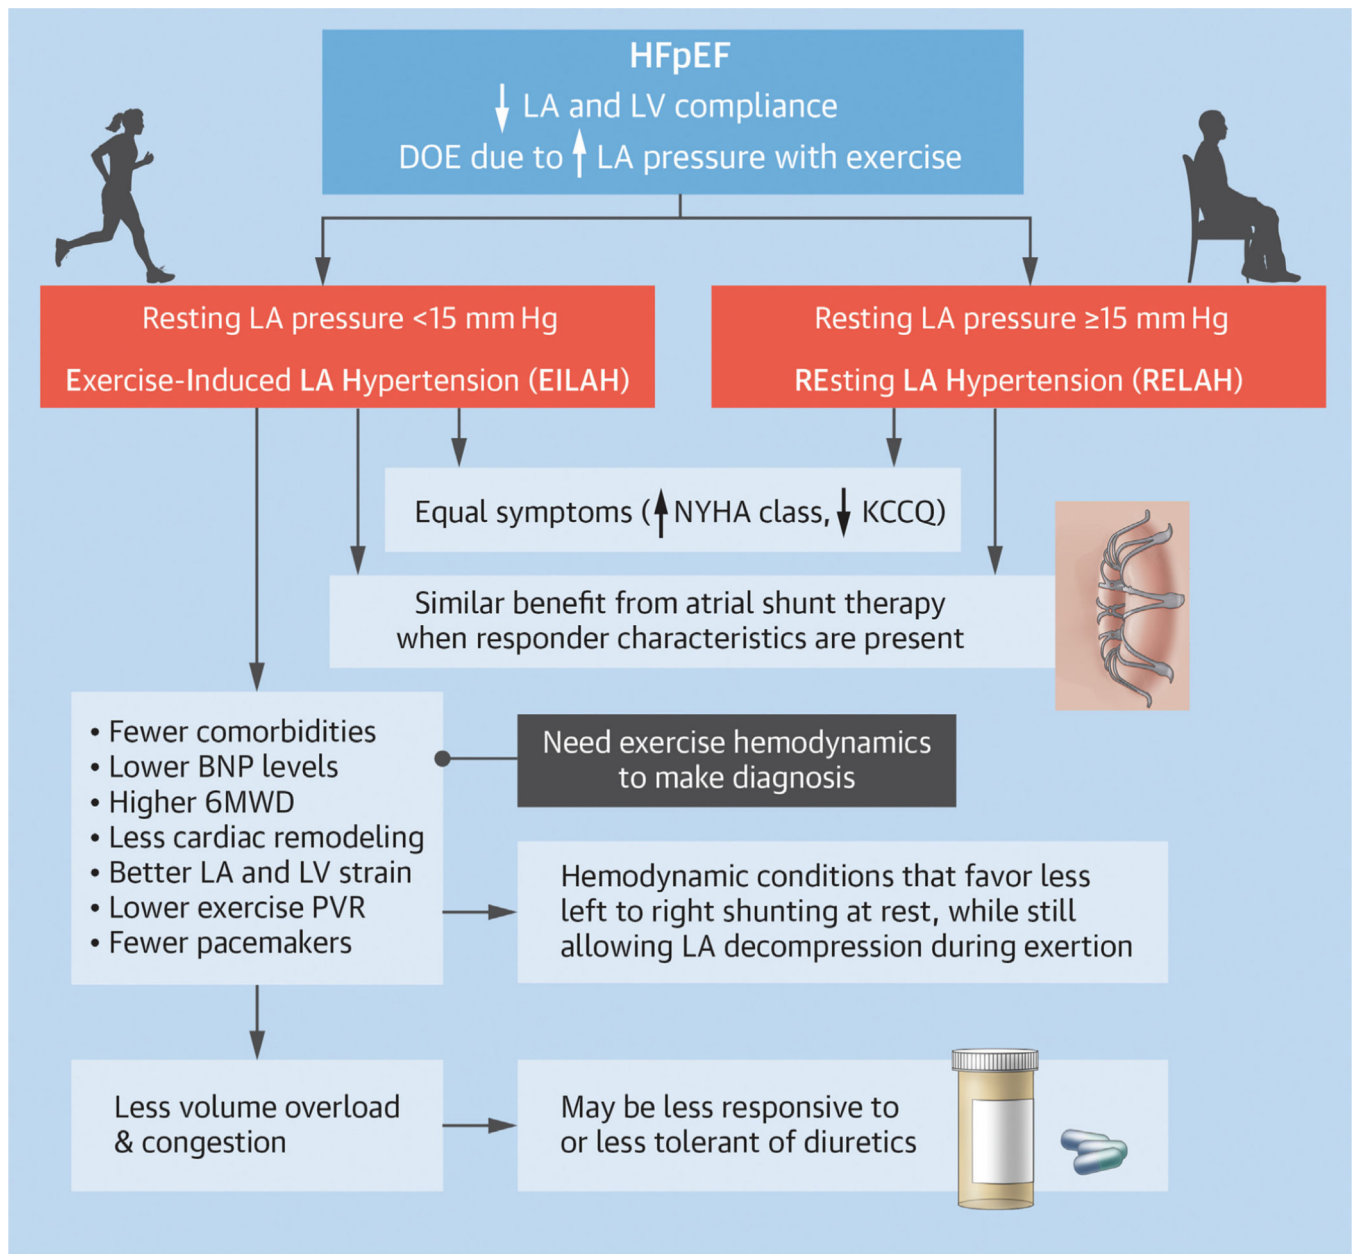 HFpEF
↓ LA and LV compliance
DOE due to ↑ LA pressure with exercise
Resting LA pressure <15 mm Hg
Exercise-Induced LA Hypertension (EILAH)
Resting LA pressure ≥15 mm Hg
REsting LA Hypertension (RELAH)
Equal symptoms (↑ NYHA class, ↓ KCCQ)
Similar benefit from atrial shunt therapy
when responder characteristics are present
• Fewer comorbidities
• Lower BNP levels
• Higher 6MWD
• Less cardiac remodeling
• Better LA and LV strain
• Lower exercise PVR
• Fewer pacemakers
Need exercise hemodynamics
to make diagnosis
Hemodynamic conditions that favor less
left to right shunting at rest, while still
allowing LA decompression during exertion
Less volume overload
& congestion
May be less responsive to
or less tolerant of diuretics